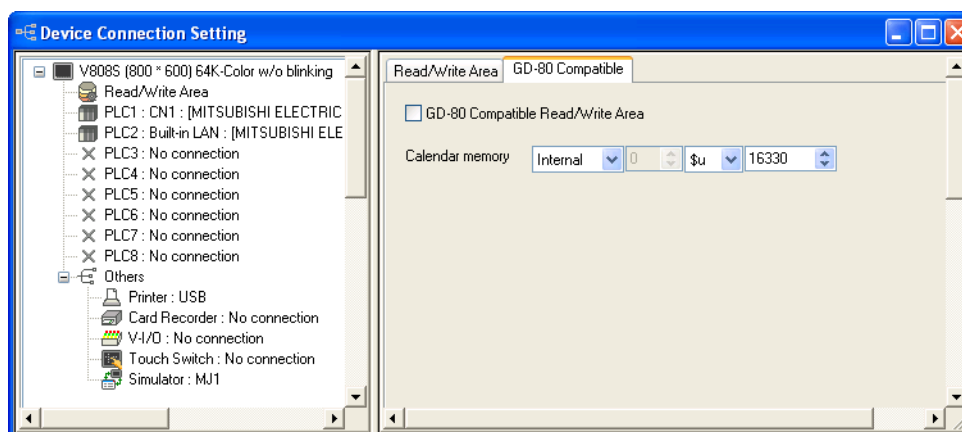 Device Connection Setting
V808S (800 * 600) 64K-Color w/o blinking
Read/Write Area
PLC1 : CN1 : [MITSUBISHI ELECTRIC
PLC2 : Built-in LAN : [MITSUBISHI ELE
PLC3 : No connection
PLC4 : No connection
PLC5 : No connection
PLC6 : No connection
PLC7 : No connection
PLC8 : No connection
Others
Printer : USB
Card Recorder : No connection
V-I/O : No connection
Touch Switch : No connection
Simulator : MJ1
Read/Write Area GD-80 Compatible
GD-80 Compatible Read/Write Area
Calendar memory Internal 0 $u 16330